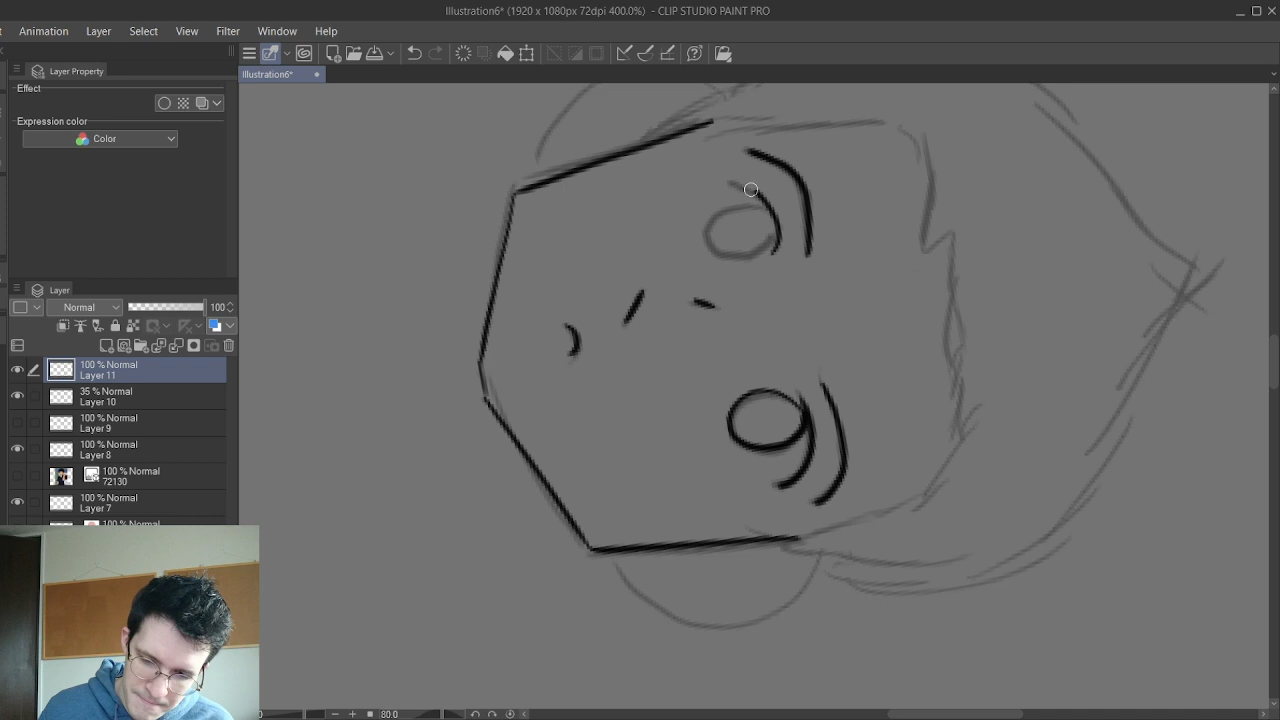 Illustration6* (1920 x 1080px 72dpi 400.0%) - CLIP STUDIO PAINT PRO
Animation Layer Select View Filter Window Help
Layer Property
Illustration6*
Effect
Expression color
Color
Layer
Normal 100
100 % Normal
Layer 11
35 % Normal
Layer 10
100 % Normal
Layer 9
100 % Normal
Layer 8
100 % Normal
72130
100 % Normal
Layer 7
100 % Normal
80.0